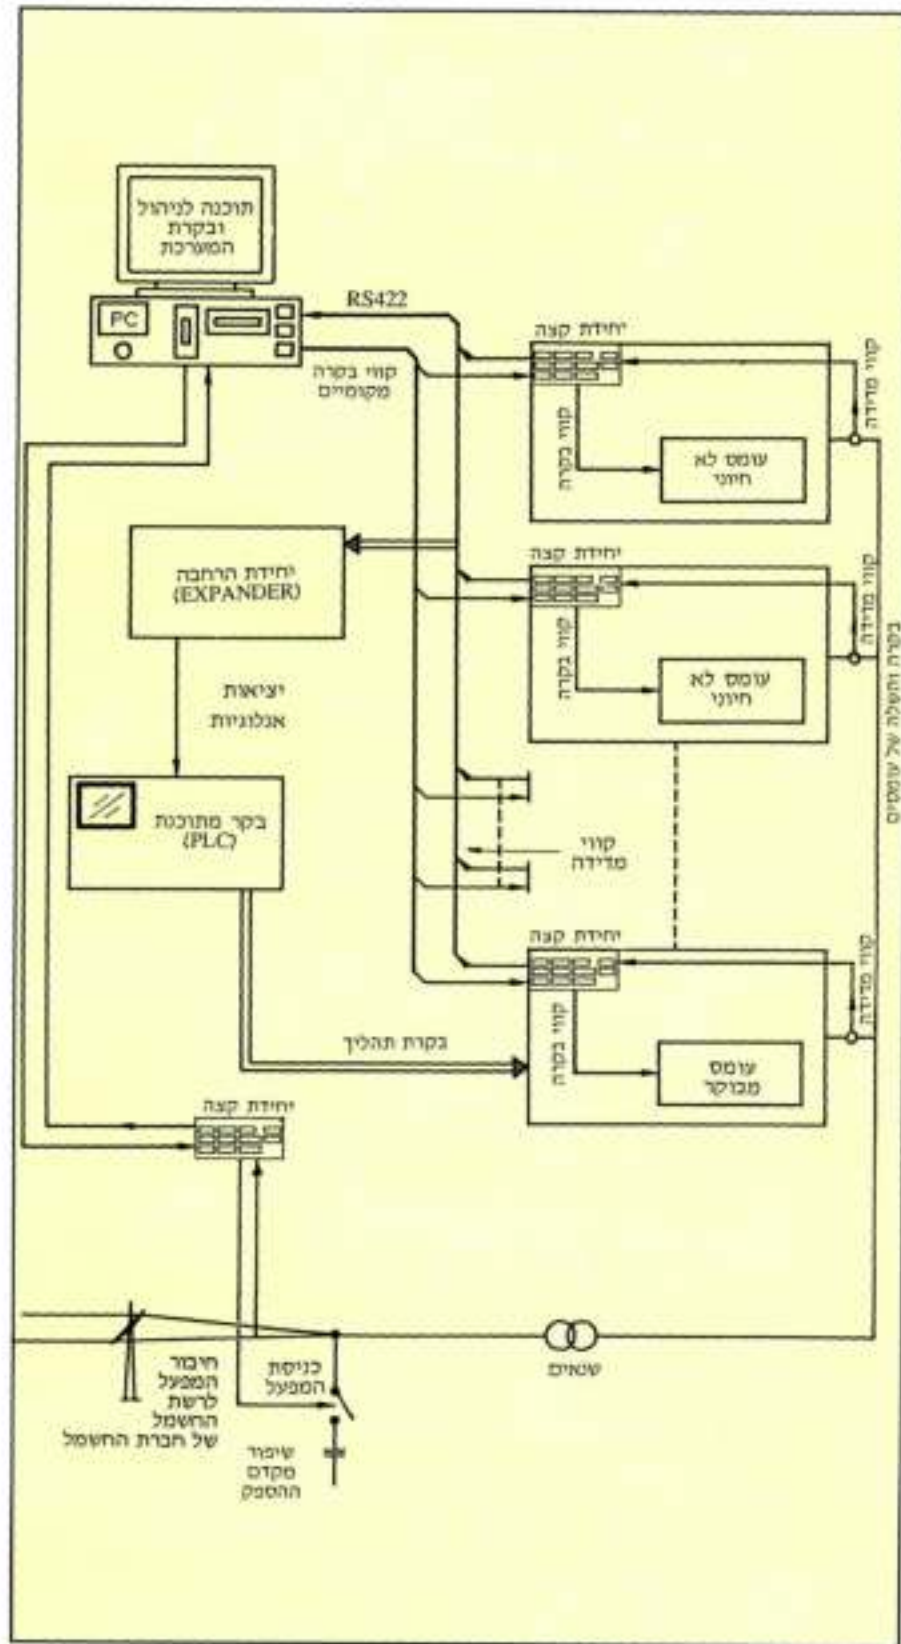 תוכנה לניהול
ובקרת
המערכת
PC
RS422
קווי בקרה
מקומיים
יחידת קצה
קווי מדידה
קווי בקרה
עומס לא
חיוני
יחידת הרחבה
(EXPANDER)
יחידת קצה
קווי מדידה
קווי בקרה
עומס לא
חיוני
בקרה והשלה של עומסים
יציאות
אנלוגיות
בקר מתוכנת
(PLC)
קווי
מדידה
יחידת קצה
קווי מדידה
קווי בקרה
עומס
מבוקר
בקרת תהליך
יחידת קצה
שנאים
כניסת
המפעל
חיבור
המפעל
לרשת
החשמל
של חברת החשמל
שיפור
מקדם
ההספק